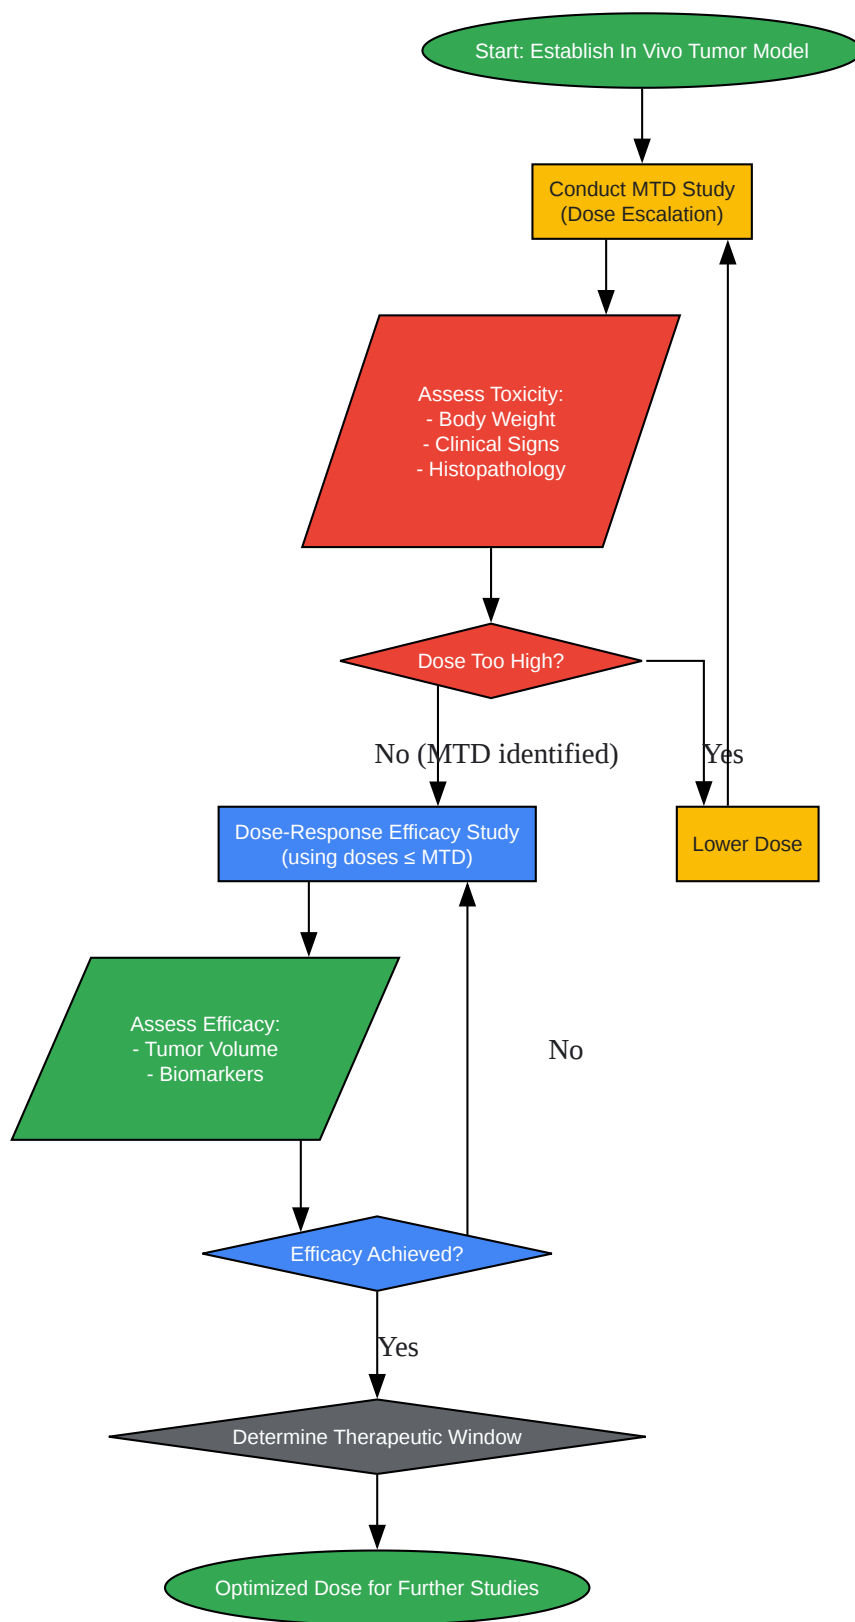 Start: Establish In Vivo Tumor Model
Conduct MTD Study
(Dose Escalation)
Assess Toxicity:
- Body Weight
- Clinical Signs
- Histopathology
Dose Too High?
No (MTD identified)
Yes
Dose-Response Efficacy Study
(using doses ≤ MTD)
Lower Dose
Assess Efficacy:
- Tumor Volume
- Biomarkers
No
Efficacy Achieved?
Yes
Determine Therapeutic Window
Optimized Dose for Further Studies